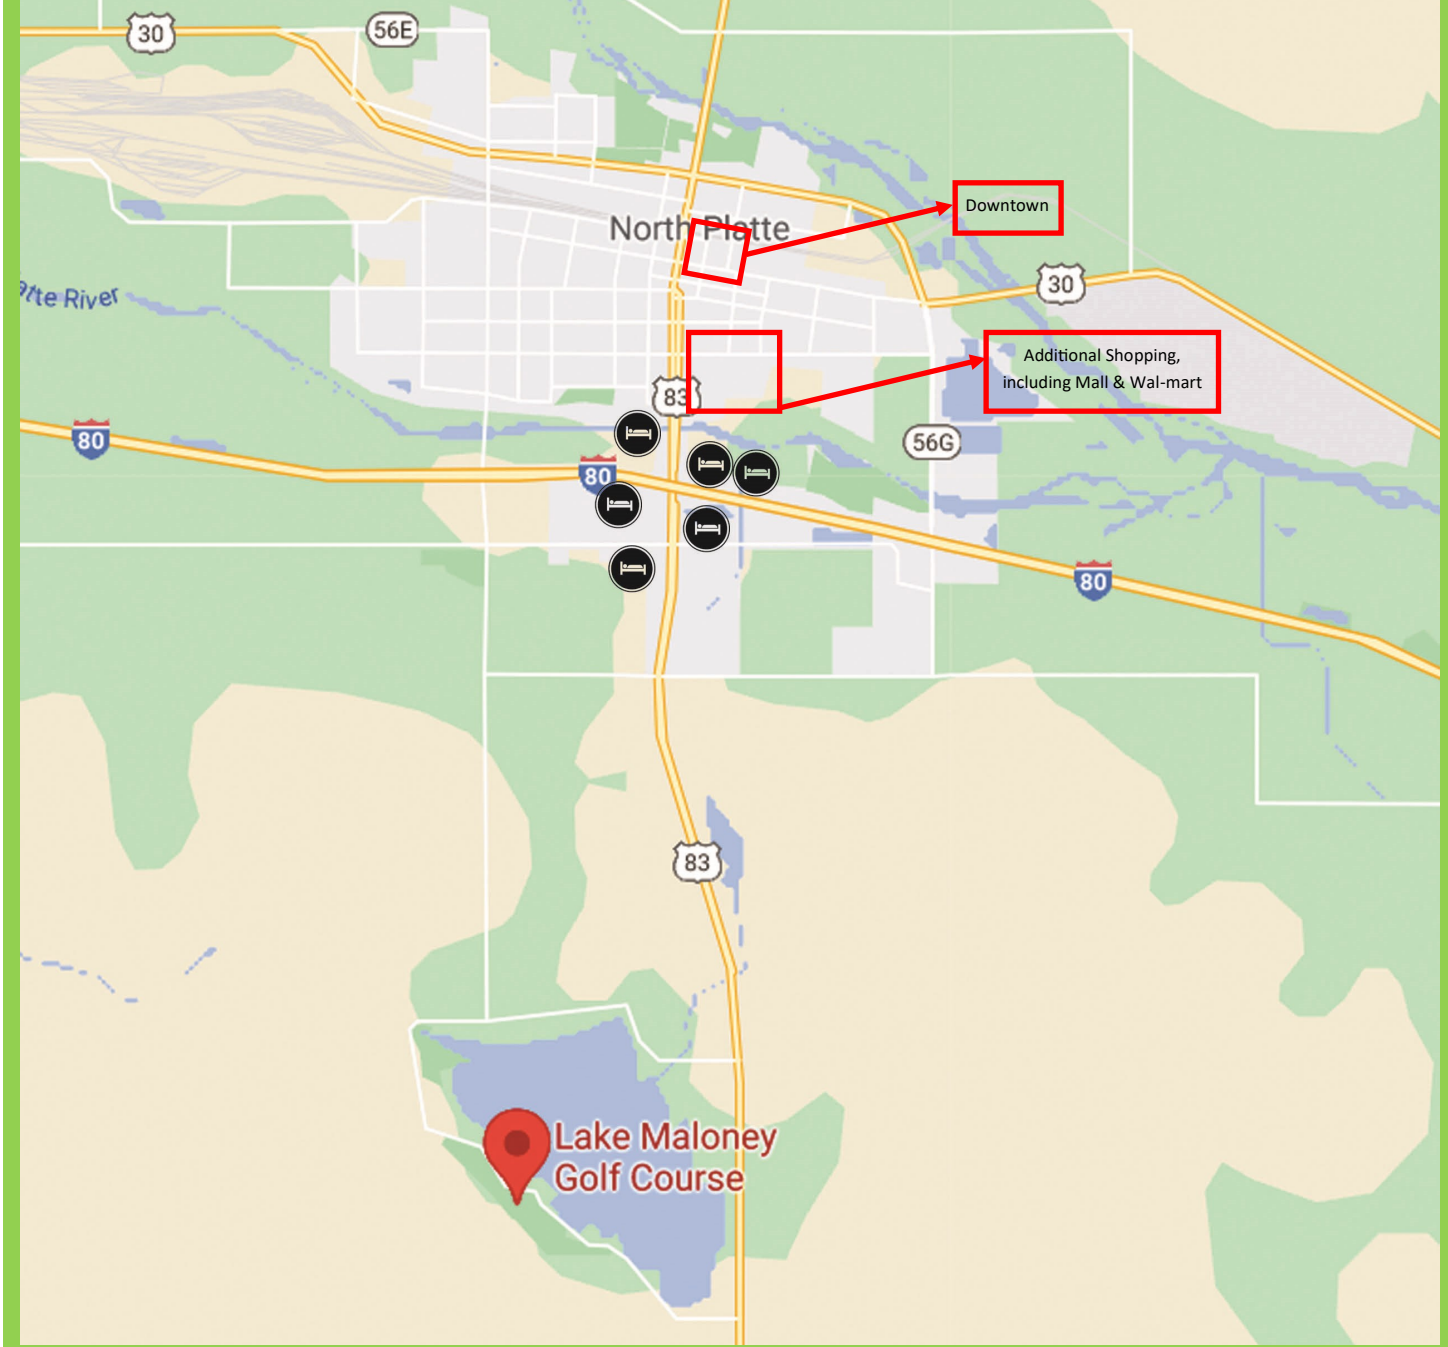 30
56E
Downtown
North Platte
30
atte River
Additional Shopping,
including Mall & Wal-mart
83
80
56G
80
80
83
Lake Maloney
Golf Course